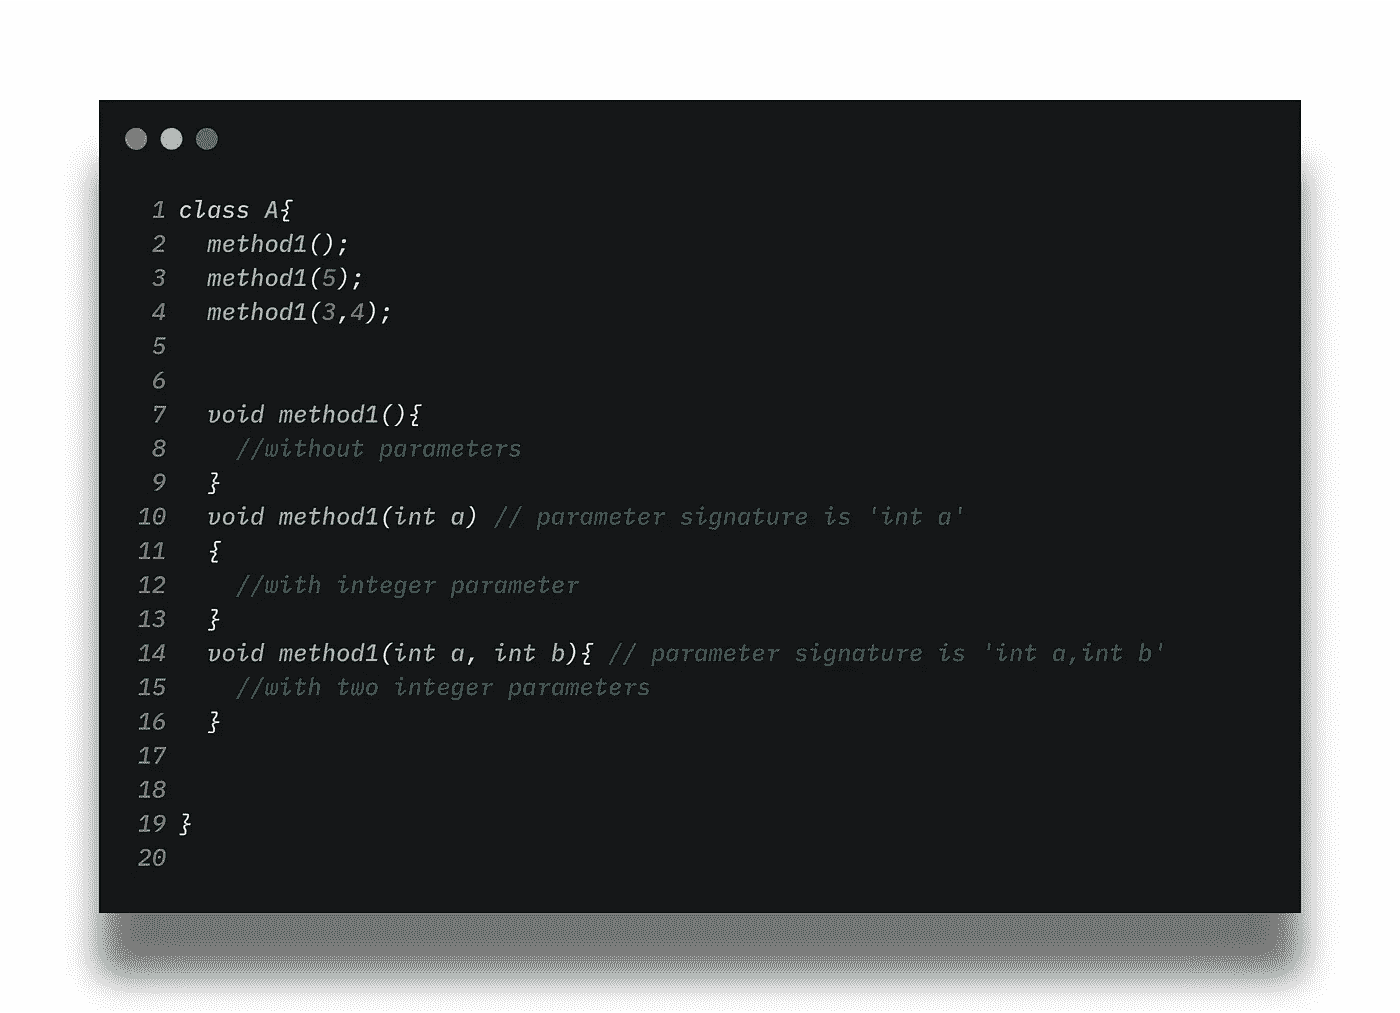 1 class A{
2 method1();
3 method1(5);
4 method1(3,4);
5
6
7 void method1(){
8 //without parameters
9 }
10 void method1(int a) // parameter signature is 'int a'
11 {
12 //with integer parameter
13 }
14 void method1(int a, int b){ // parameter signature is 'int a,int b'
15 //with two integer parameters
16 }
17
18
19 }
20